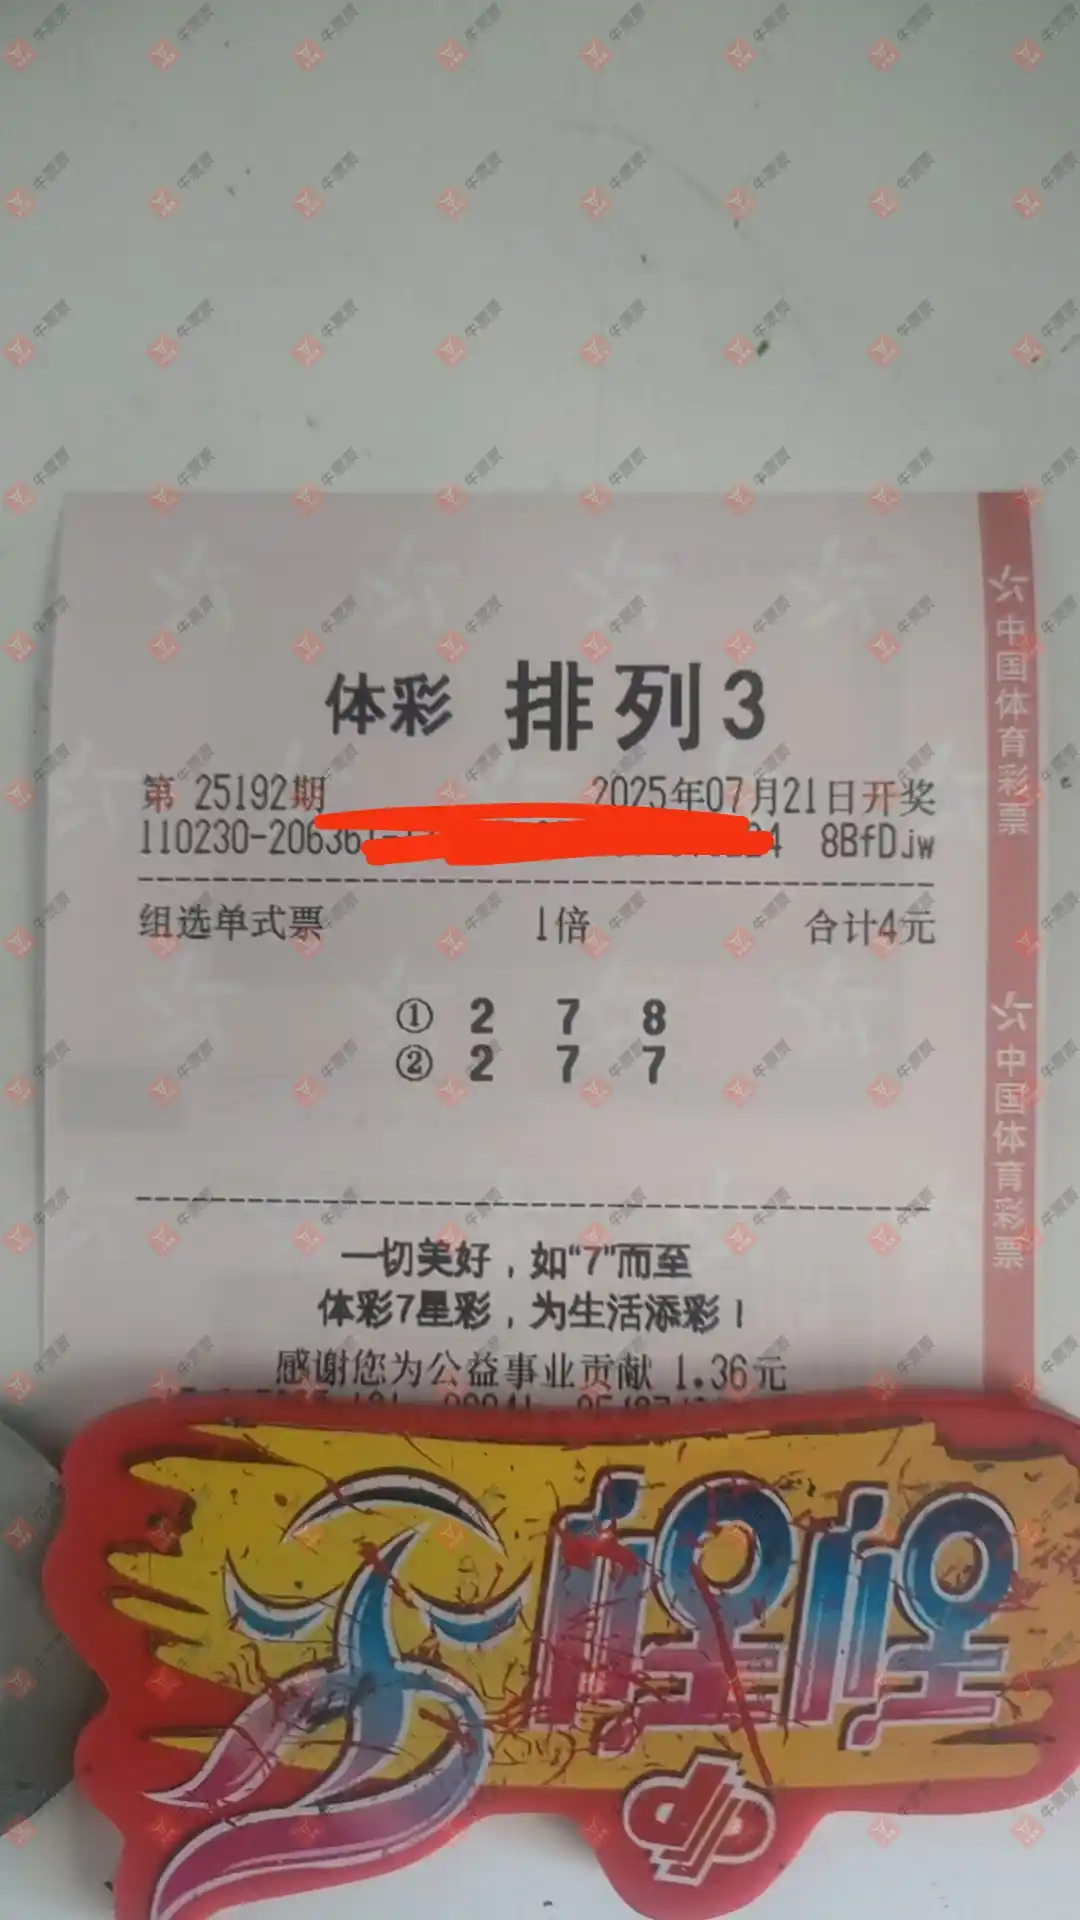 体彩 排列3
第 25192期 2025年07月21日开奖
110230-206361- 24 8BfDjw
组选单式票 1倍 合计4元
① 2 7 8
② 2 7 7
一切美好，如“7”而至
体彩7星彩，为生活添彩！
感谢您为公益事业贡献 1.36元
中国体育彩票
中国体育彩票